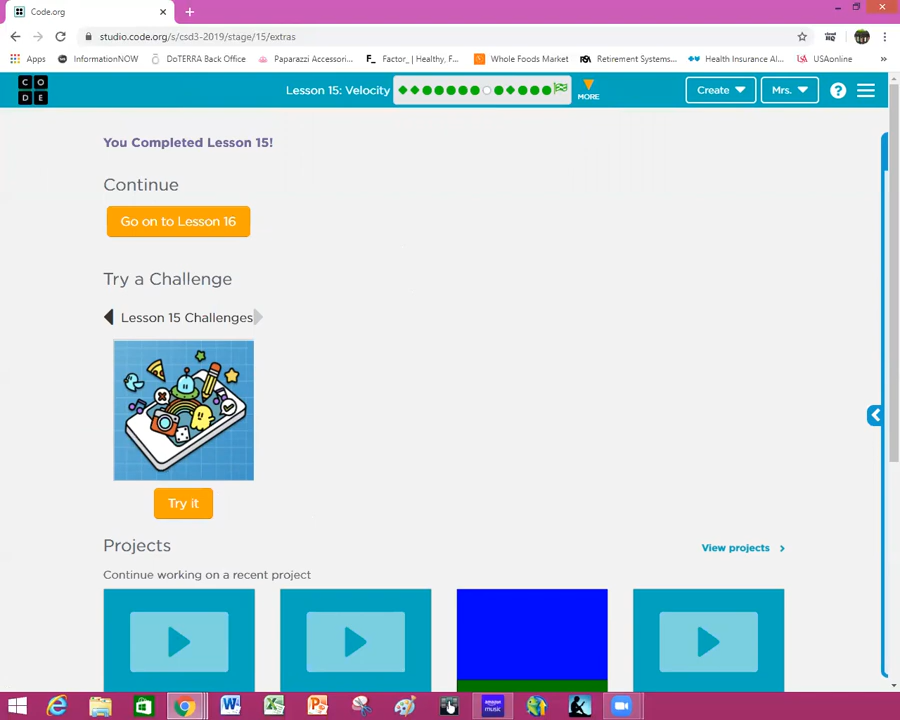 Code.org
studio.code.org/s/csd3-2019/stage/15/extras
Apps
InformationNOW
DoTERRA Back Office
Paparazzi Accessori...
Factor_ | Healthy, F...
Whole Foods Market
Retirement Systems...
Health Insurance Al...
USAonline
C O
D E
Lesson 15: Velocity
MORE
Create
Mrs.
You Completed Lesson 15!
Continue
Go on to Lesson 16
Try a Challenge
Lesson 15 Challenges
Try it
Projects
View projects
Continue working on a recent project
amazon
music